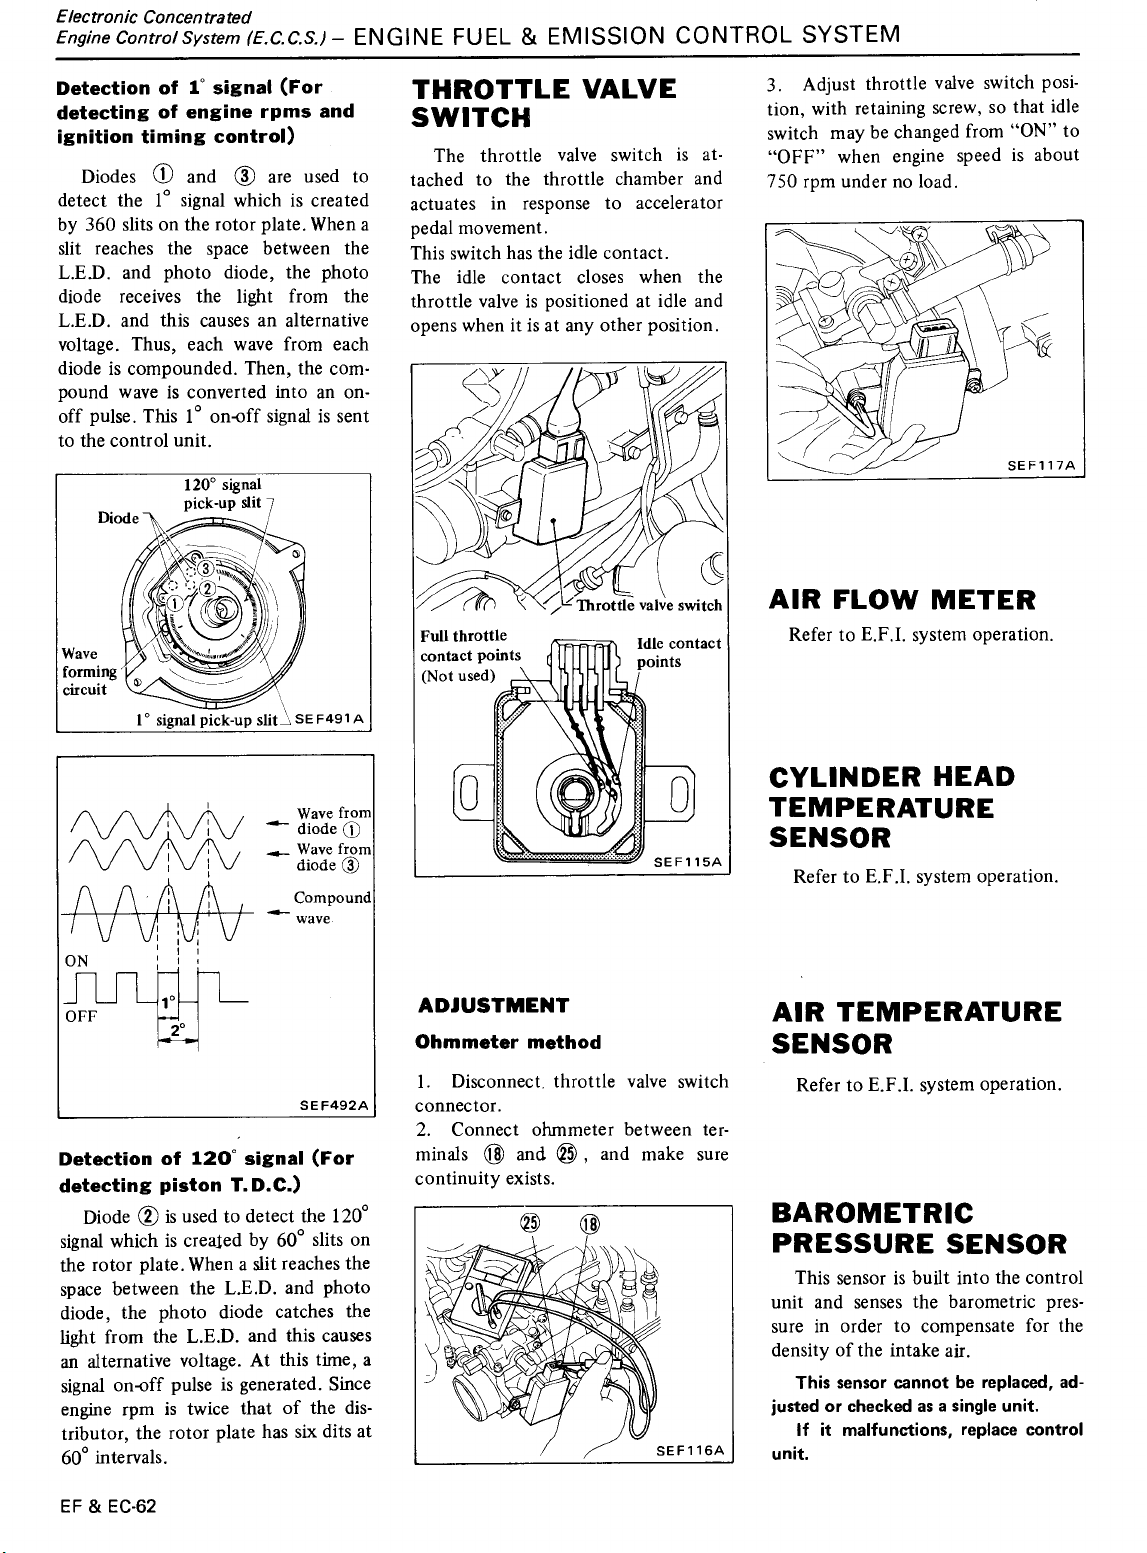 Electronic Concentrated
Engine Control System (E.C.C.S.) – ENGINE FUEL & EMISSION CONTROL SYSTEM
Detection of 1° signal (For
detecting of engine rpms and
ignition timing control)
Diodes ① and ③ are used to
detect the 1° signal which is created
by 360 slits on the rotor plate. When a
slit reaches the space between the
L.E.D. and photo diode, the photo
diode receives the light from the
L.E.D. and this causes an alternative
voltage. Thus, each wave from each
diode is compounded. Then, the com-
pound wave is converted into an on-
off pulse. This 1° on-off signal is sent
to the control unit.
120° signal
pick-up slit
Diode
③
②
①
Wave
forming
circuit
1° signal pick-up slit
SEF491A
Wave from
diode ①
Wave from
diode ③
Compound
wave
ON
OFF
1°
2°
SEF492A
Detection of 120° signal (For
detecting piston T.D.C.)
Diode ② is used to detect the 120°
signal which is created by 60° slits on
the rotor plate. When a slit reaches the
space between the L.E.D. and photo
diode, the photo diode catches the
light from the L.E.D. and this causes
an alternative voltage. At this time, a
signal on-off pulse is generated. Since
engine rpm is twice that of the dis-
tributor, the rotor plate has six dits at
60° intervals.
THROTTLE VALVE
SWITCH
The throttle valve switch is at-
tached to the throttle chamber and
actuates in response to accelerator
pedal movement.
This switch has the idle contact.
The idle contact closes when the
throttle valve is positioned at idle and
opens when it is at any other position.
Throttle valve switch
Full throttle
contact points
(Not used)
Idle contact
points
SEF115A
ADJUSTMENT
Ohmmeter method
1. Disconnect throttle valve switch
connector.
2. Connect ohmmeter between ter-
minals ⑱ and ㉕ , and make sure
continuity exists.
㉕ ⑱
SEF116A
3. Adjust throttle valve switch posi-
tion, with retaining screw, so that idle
switch may be changed from “ON” to
“OFF” when engine speed is about
750 rpm under no load.
SEF117A
AIR FLOW METER
Refer to E.F.I. system operation.
CYLINDER HEAD
TEMPERATURE
SENSOR
Refer to E.F.I. system operation.
AIR TEMPERATURE
SENSOR
Refer to E.F.I. system operation.
BAROMETRIC
PRESSURE SENSOR
This sensor is built into the control
unit and senses the barometric pres-
sure in order to compensate for the
density of the intake air.
This sensor cannot be replaced, ad-
justed or checked as a single unit.
If it malfunctions, replace control
unit.
EF & EC-62